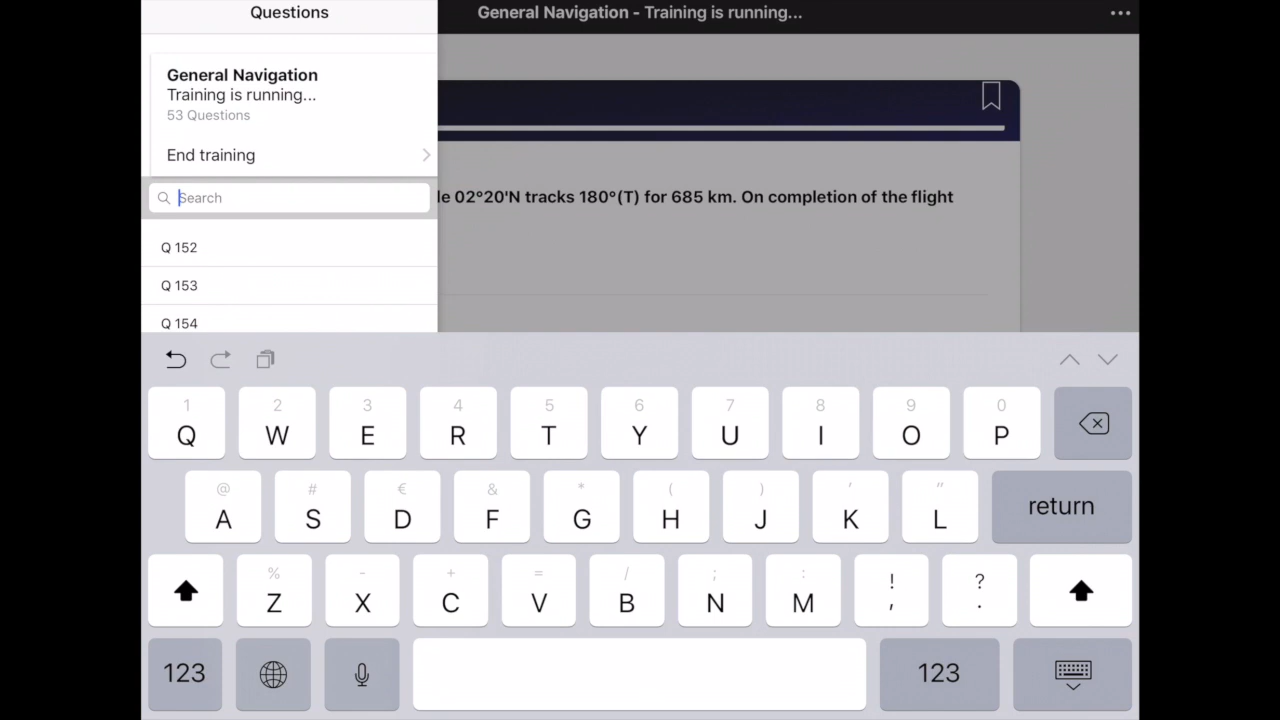 Questions
General Navigation - Training is running...
General Navigation
Training is running...
53 Questions
End training
Search
02°20'N tracks 180°(T) for 685 km. On completion of the flight
Q 152
Q 153
Q 154
1 2 3 4 5 6 7 8 9 0
Q W E R T Y U I O P
@ # € & * ( ) ' "
A S D F G H J K L return
% - + = / ; : ! ?
Z X C V B N M , .
123 123